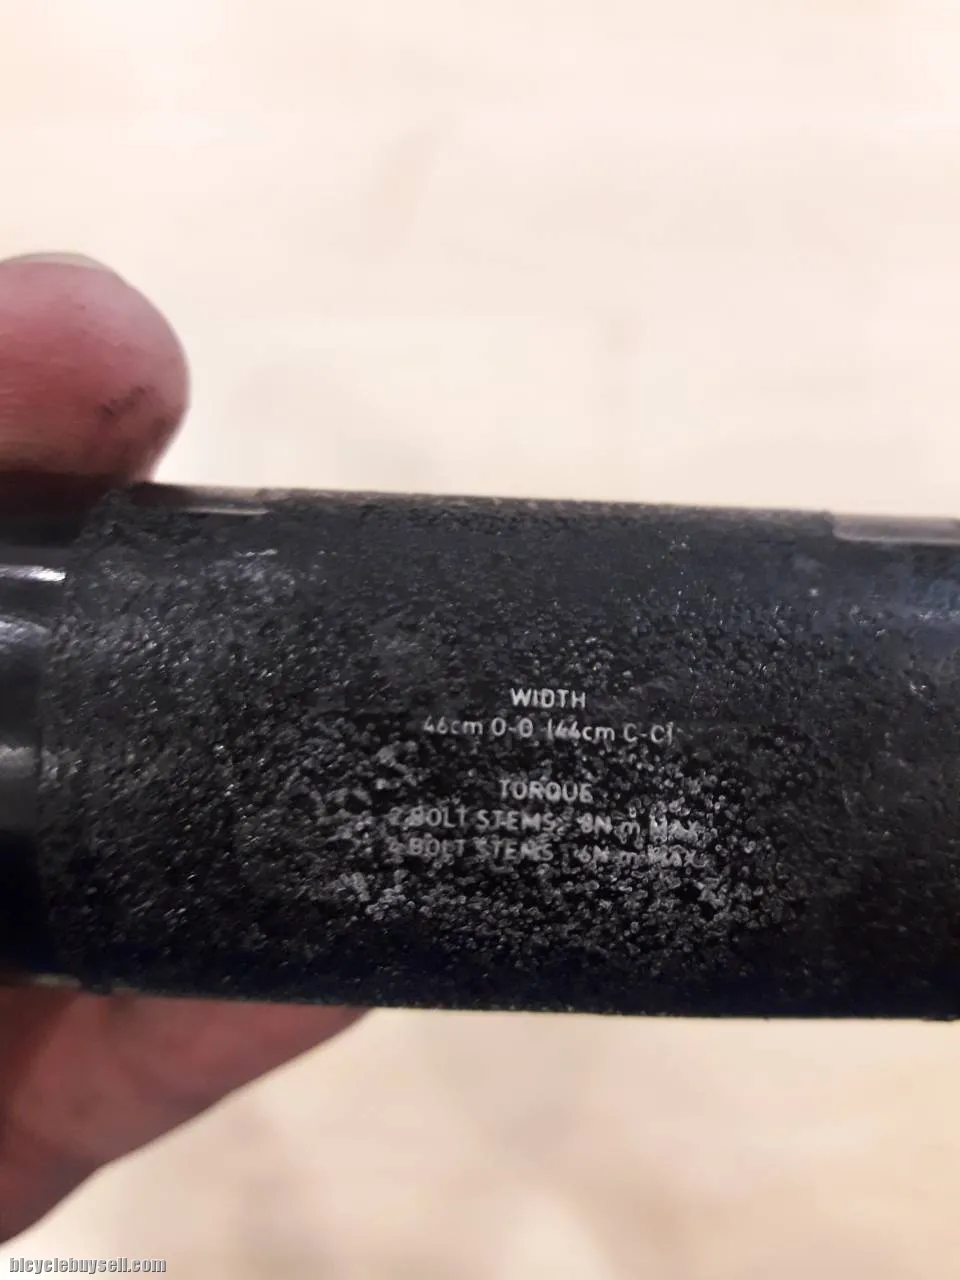 WIDTH
46cm O-O (44cm C-C)
TORQUE
2 BOLT STEMS: 8N·m MAX
4 BOLT STEMS: 6N·m MAX
bicyclebuysell.com